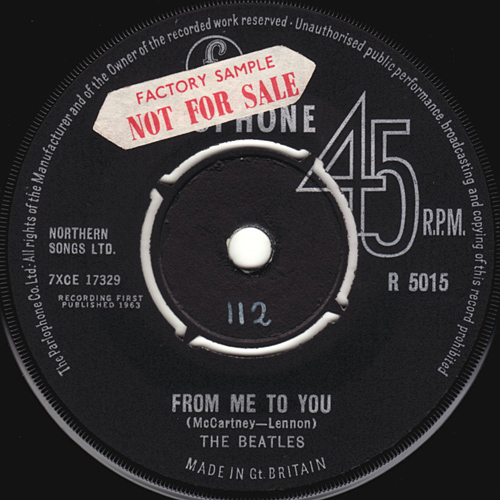 The Parlophone Co. Ltd. All rights of the Manufacturer and of the Owner of the recorded work reserved - Unauthorised public performance, broadcasting and copying of this record prohibited
FACTORY SAMPLE
NOT FOR SALE
PHONE
45
R.P.M.
NORTHERN
SONGS LTD.
R 5015
7XCE 17329
RECORDING FIRST
PUBLISHED 1963
112
FROM ME TO YOU
(McCartney—Lennon)
THE BEATLES
MADE IN Gt. BRITAIN